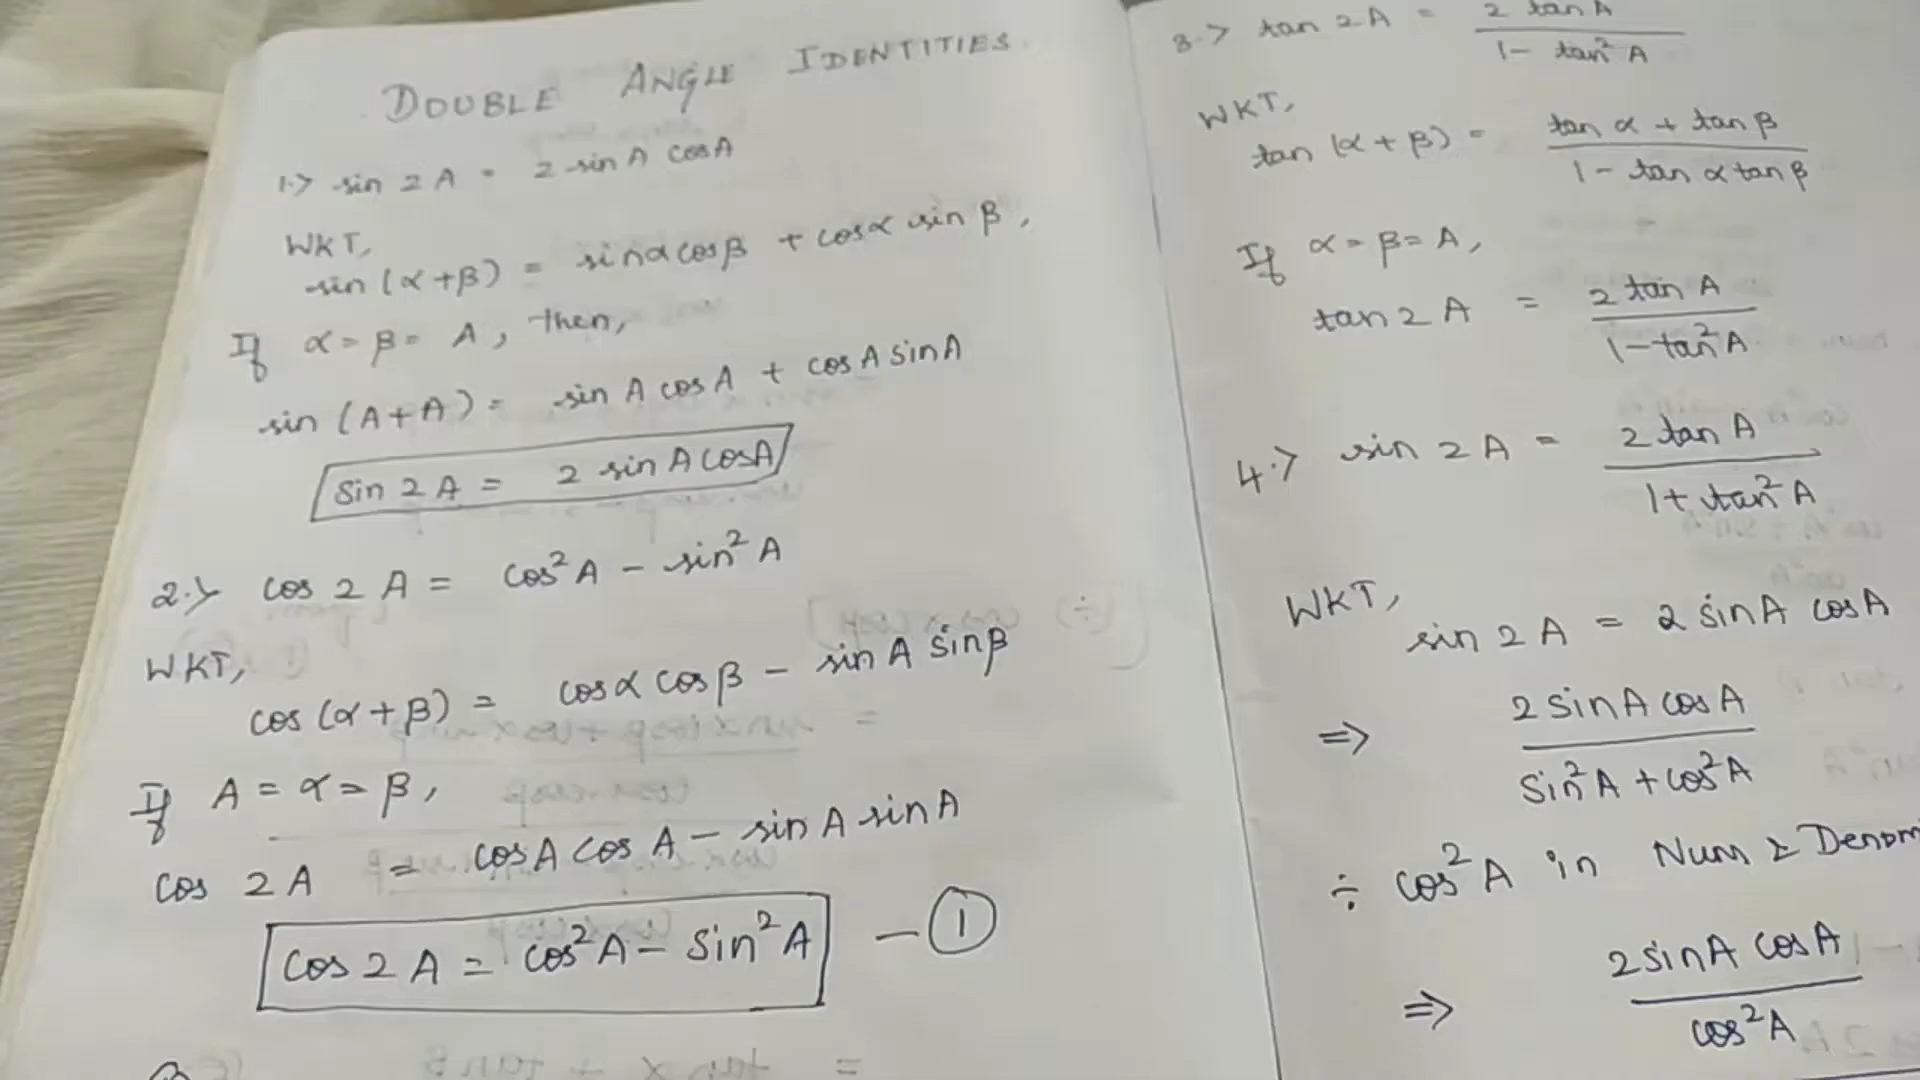 DOUBLE ANGLE IDENTITIES
1.> sin 2A = 2 sin A cos A
WKT,
sin (α + β) = sin α cos β + cos α sin β,
If α = β = A, then,
sin (A + A) = sin A cos A + cos A sin A
sin 2A = 2 sin A cos A
2.> cos 2A = cos² A − sin² A
WKT,
cos (α + β) = cos α cos β − sin A sin β
If A = α = β,
cos 2A = cos A cos A − sin A sin A
cos 2A = cos² A − sin² A — ①
3.> tan 2A = 2 tan A
1 − tan² A
WKT,
tan (α + β) = tan α + tan β
1 − tan α tan β
If α = β = A,
tan 2A = 2 tan A
1 − tan² A
4.> sin 2A = 2 tan A
1 + tan² A
WKT,
sin 2A = 2 sin A cos A
⇒ 2 sin A cos A
sin² A + cos² A
÷ cos² A in Num & Denom
⇒ 2 sin A cos A
cos² A